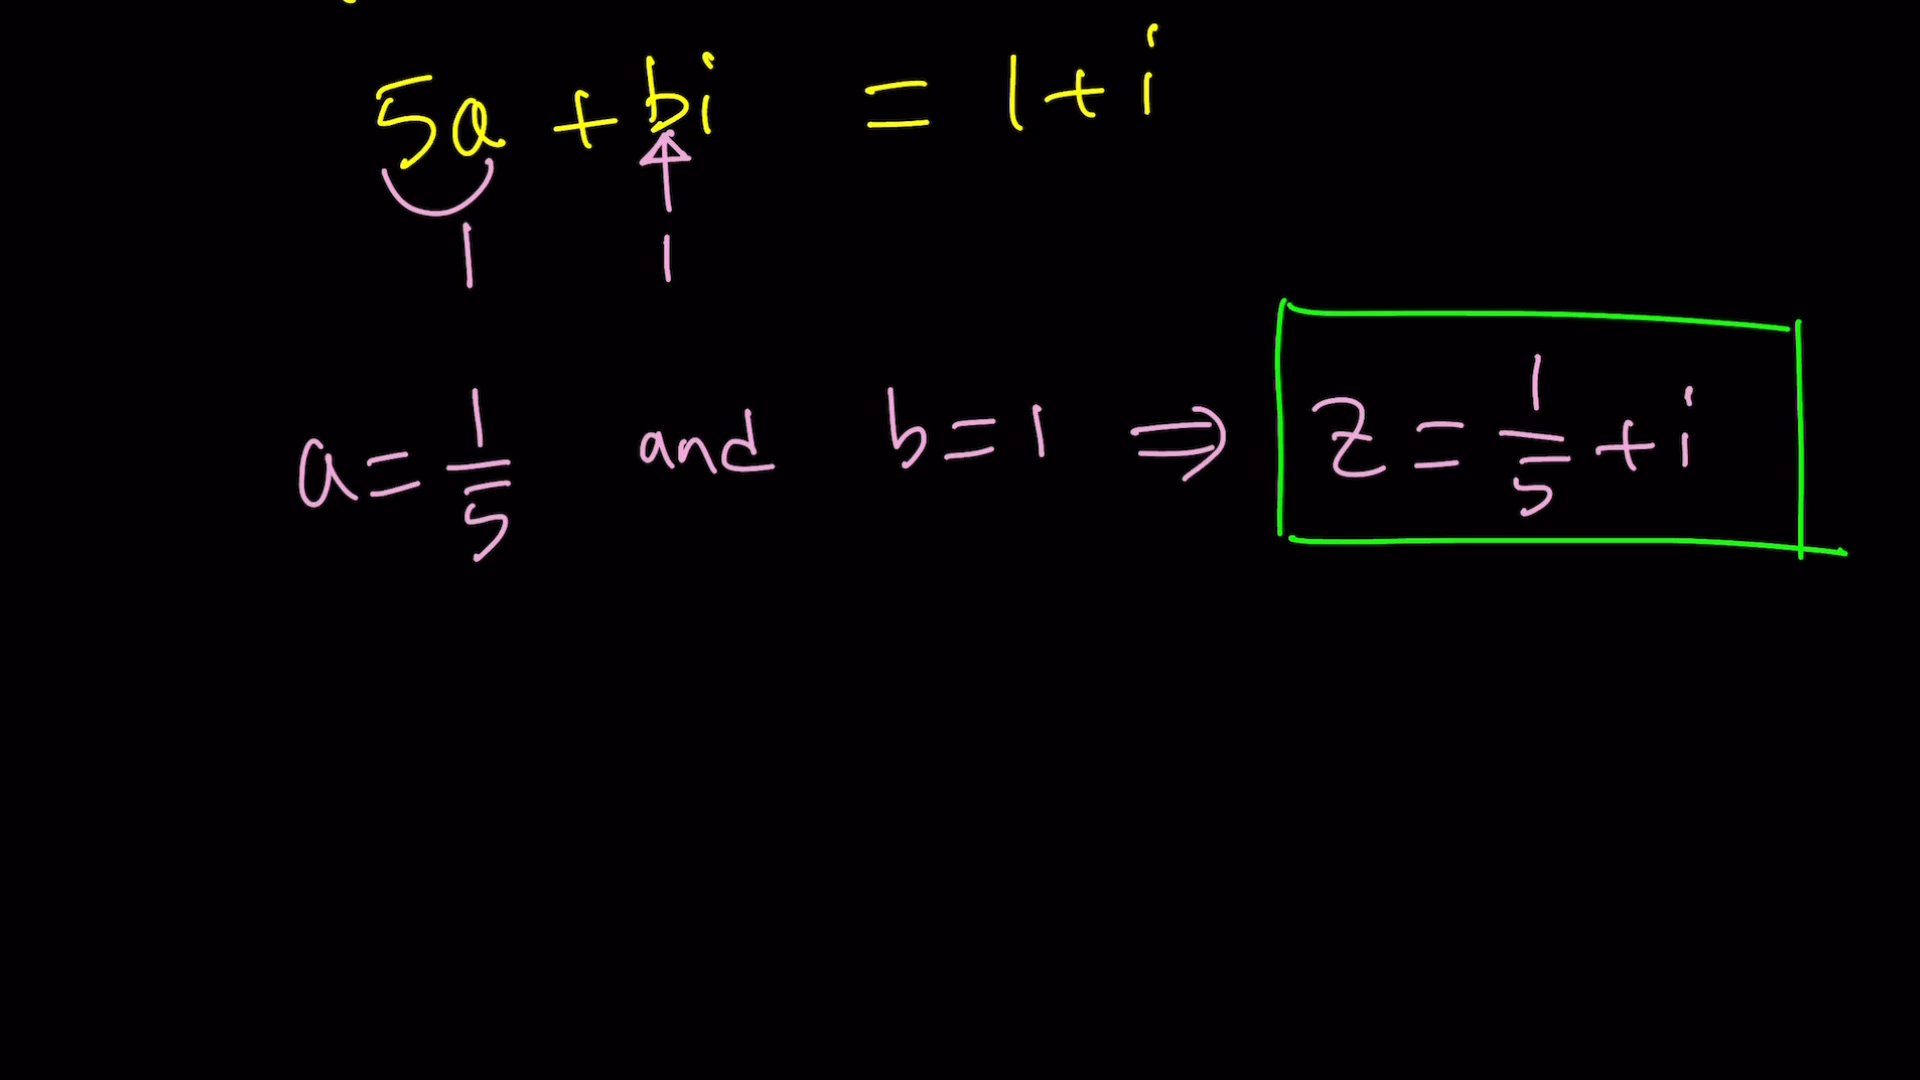 5a + bi = 1 + i
1 1
a = 1/5 and b = 1 ⇒ z = 1/5 + i